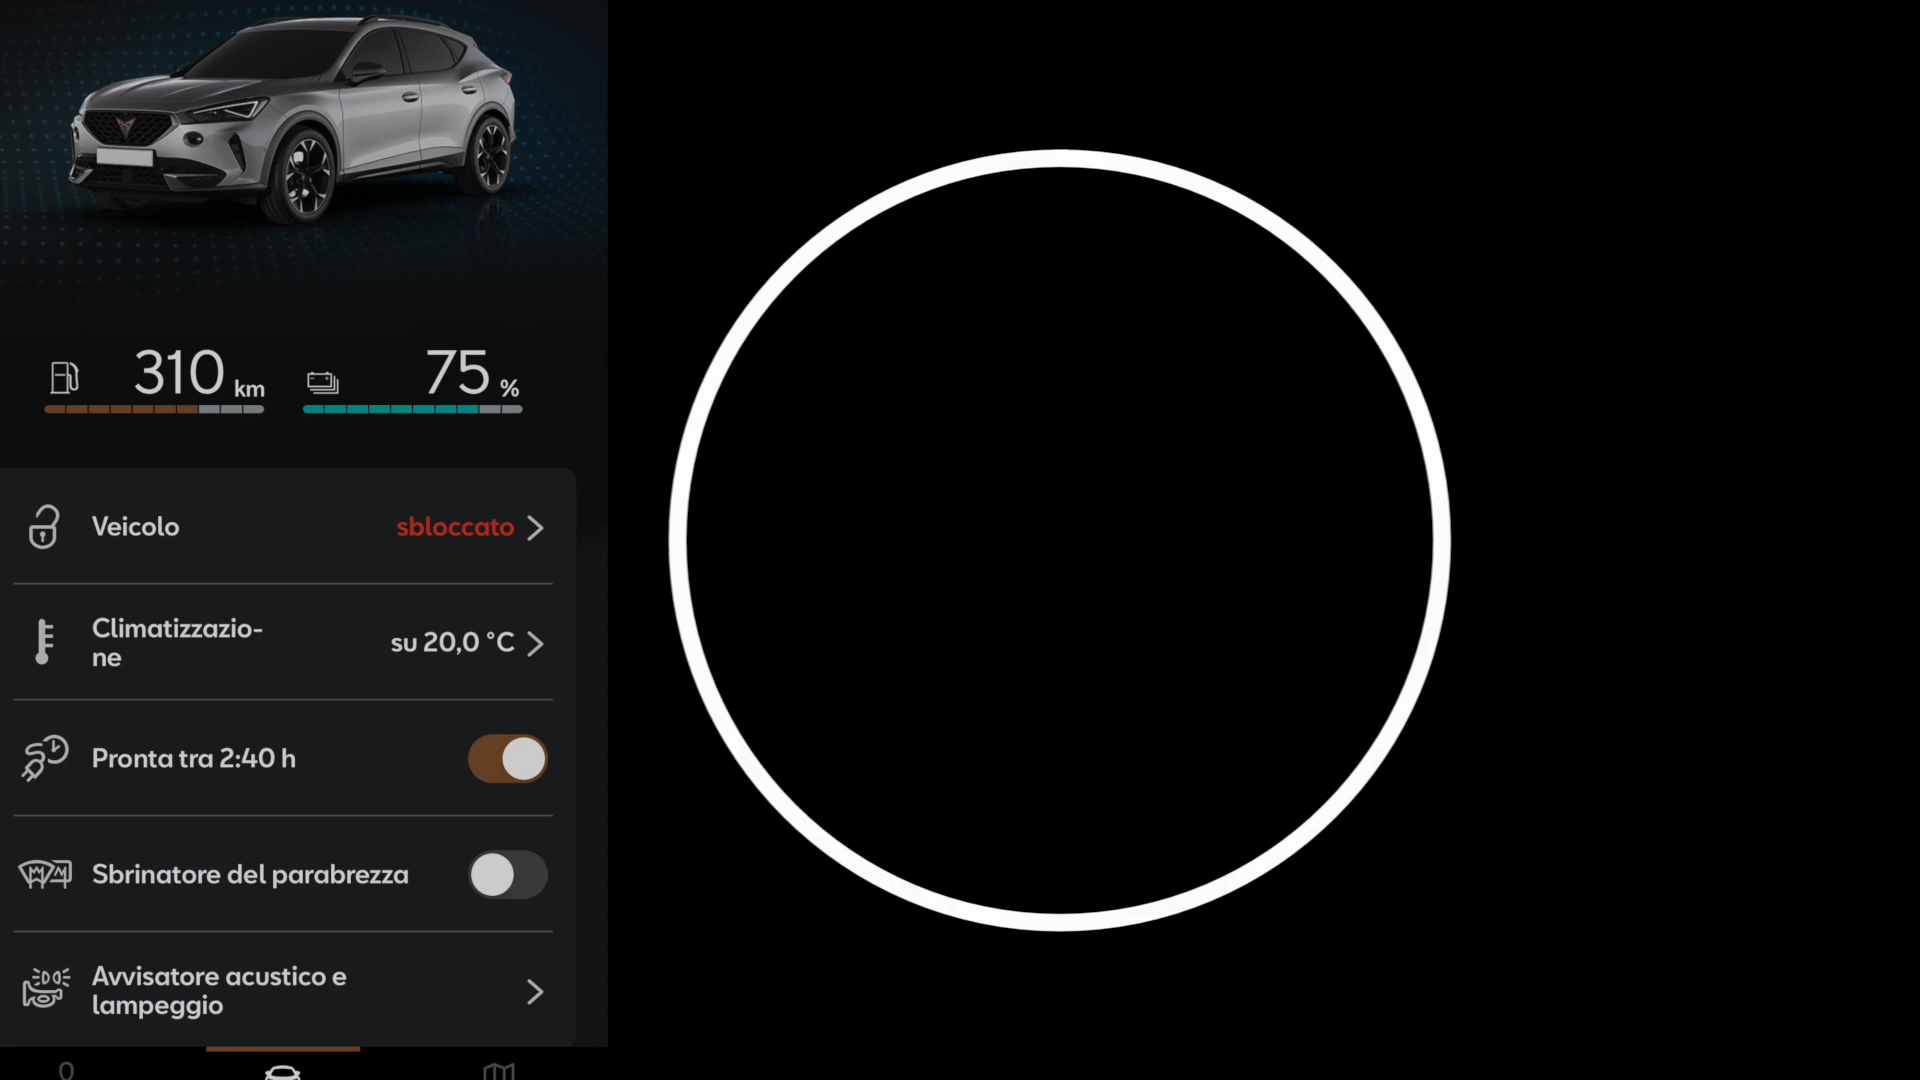 310 km
75 %
Veicolo sbloccato
Climatizzazio-
ne
su 20,0 °C
Pronta tra 2:40 h
Sbrinatore del parabrezza
Avvisatore acustico e
lampeggio